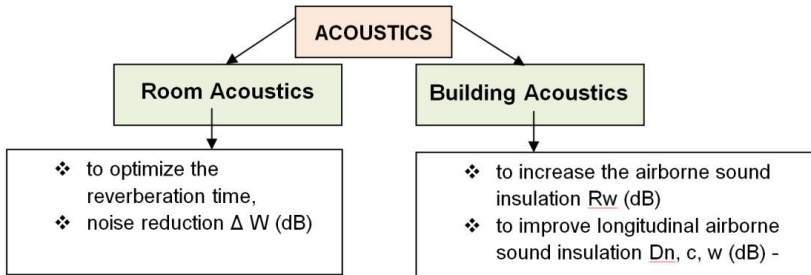 ACOUSTICS
Room Acoustics
Building Acoustics
❖ to optimize the
reverberation time,
❖ noise reduction Δ W (dB)
❖ to increase the airborne sound
insulation Rw (dB)
❖ to improve longitudinal airborne
sound insulation Dn, c, w (dB) -